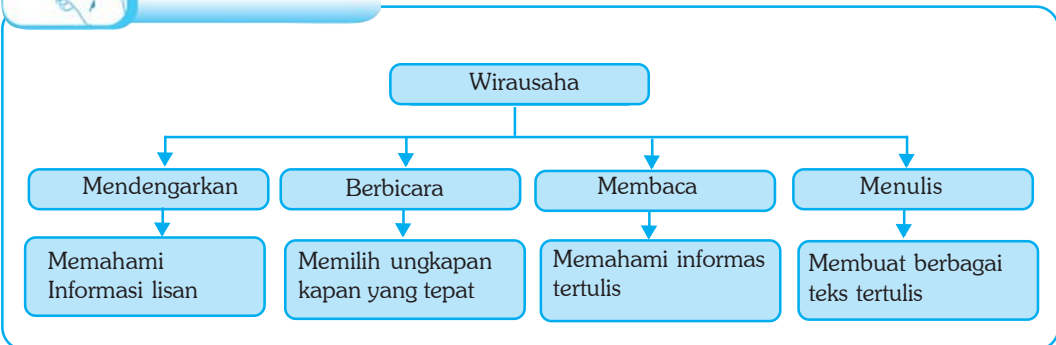 Wirausaha
Mendengarkan
Berbicara
Membaca
Menulis
Memahami
Informasi lisan
Memilih ungkapan
kapan yang tepat
Memahami informas
tertulis
Membuat berbagai
teks tertulis